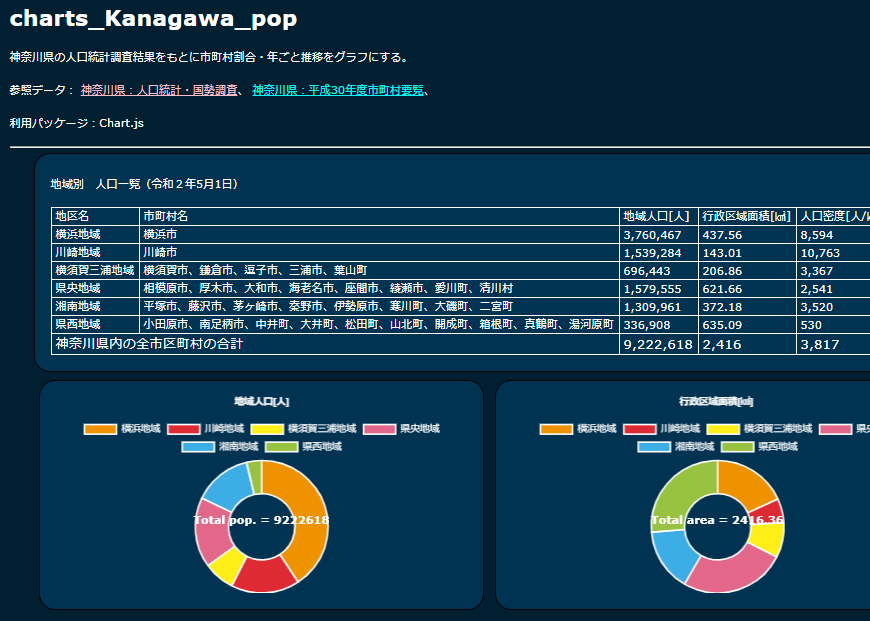 charts_Kanagawa_pop
神奈川県の人口統計調査結果をもとに市町村割合・年ごと推移をグラフにする。
参照データ： 神奈川県：人口統計・国勢調査、 神奈川県：平成30年度市町村要覧、
利用パッケージ：Chart.js
地域別　人口一覧（令和２年5月1日）
地区名 市町村名 地域人口[人] 行政区域面積[㎢] 人口密度[人/k
横浜地域 横浜市 3,760,467 437.56 8,594
川崎地域 川崎市 1,539,284 143.01 10,763
横須賀三浦地域 横須賀市、鎌倉市、逗子市、三浦市、葉山町 696,443 206.86 3,367
県央地域 相模原市、厚木市、大和市、海老名市、座間市、綾瀬市、愛川町、清川村 1,579,555 621.66 2,541
湘南地域 平塚市、藤沢市、茅ヶ崎市、秦野市、伊勢原市、寒川町、大磯町、二宮町 1,309,961 372.18 3,520
県西地域 小田原市、南足柄市、中井町、大井町、松田町、山北町、開成町、箱根町、真鶴町、湯河原町 336,908 635.09 530
神奈川県内の全市区町村の合計 9,222,618 2,416 3,817
地域人口[人]
横浜地域 川崎地域 横須賀三浦地域 県央地域
湘南地域 県西地域
Total pop. = 9222618
行政区域面積[㎢]
横浜地域 川崎地域 横須賀三浦地域 県央
湘南地域 県西地域
Total area = 2416.36